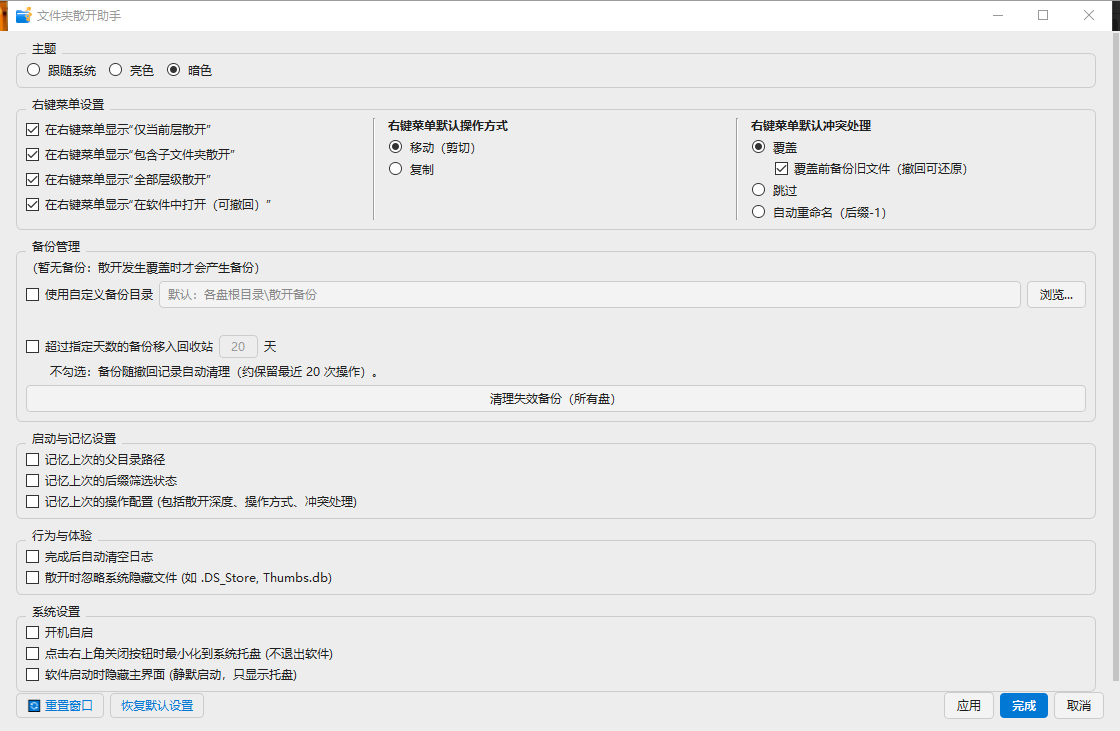 文件夹散开助手
主题
跟随系统 亮色 暗色
右键菜单设置
在右键菜单显示“仅当前层散开”
在右键菜单显示“包含子文件夹散开”
在右键菜单显示“全部层级散开”
在右键菜单显示“在软件中打开（可撤回）”
右键菜单默认操作方式
移动（剪切）
复制
右键菜单默认冲突处理
覆盖
覆盖前备份旧文件（撤回可还原）
跳过
自动重命名（后缀-1）
备份管理
（暂无备份：散开发生覆盖时才会产生备份）
使用自定义备份目录 默认：各盘根目录\散开备份 浏览...
超过指定天数的备份移入回收站 20 天
不勾选：备份随撤回记录自动清理（约保留最近 20 次操作）。
清理失效备份（所有盘）
启动与记忆设置
记忆上次的父目录路径
记忆上次的后缀筛选状态
记忆上次的操作配置 (包括散开深度、操作方式、冲突处理)
行为与体验
完成后自动清空日志
散开时忽略系统隐藏文件 (如 .DS_Store, Thumbs.db)
系统设置
开机自启
点击右上角关闭按钮时最小化到系统托盘 (不退出软件)
软件启动时隐藏主界面 (静默启动，只显示托盘)
重置窗口 恢复默认设置 应用 完成 取消